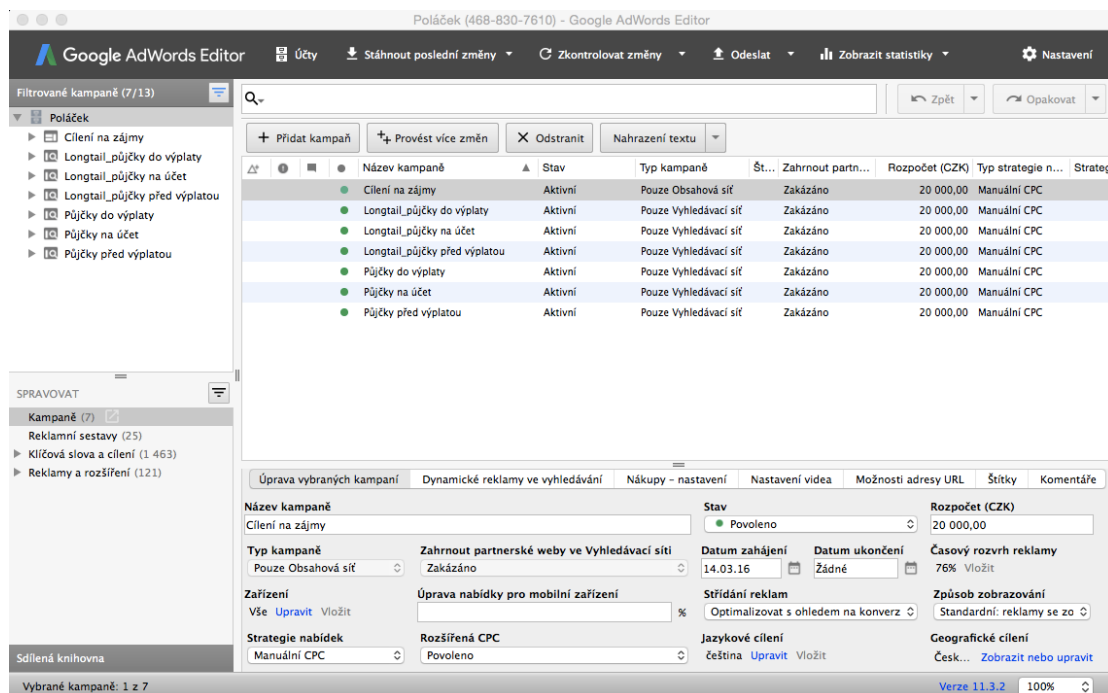 Poláček (468-830-7610) - Google AdWords Editor
Google AdWords Editor Účty Stáhnout poslední změny Zkontrolovat změny Odeslat Zobrazit statistiky Nastavení
Filtrované kampaně (7/13)
Zpět Opakovat
Poláček
Cílení na zájmy
Longtail_půjčky do výplaty
Longtail_půjčky na účet
Longtail_půjčky před výplatou
Půjčky do výplaty
Půjčky na účet
Půjčky před výplatou
+ Přidat kampaň Provést více změn Odstranit Nahrazení textu
Název kampaně Stav Typ kampaně Št... Zahrnout partn... Rozpočet (CZK) Typ strategie n... Strateg
Cílení na zájmy Aktivní Pouze Obsahová síť Zakázáno 20 000,00 Manuální CPC
Longtail_půjčky do výplaty Aktivní Pouze Vyhledávací síť Zakázáno 20 000,00 Manuální CPC
Longtail_půjčky na účet Aktivní Pouze Vyhledávací síť Zakázáno 20 000,00 Manuální CPC
Longtail_půjčky před výplatou Aktivní Pouze Vyhledávací síť Zakázáno 20 000,00 Manuální CPC
Půjčky do výplaty Aktivní Pouze Vyhledávací síť Zakázáno 20 000,00 Manuální CPC
Půjčky na účet Aktivní Pouze Vyhledávací síť Zakázáno 20 000,00 Manuální CPC
Půjčky před výplatou Aktivní Pouze Vyhledávací síť Zakázáno 20 000,00 Manuální CPC
SPRAVOVAT
Kampaně (7)
Reklamní sestavy (25)
Klíčová slova a cílení (1 463)
Reklamy a rozšíření (121)
Úprava vybraných kampaní Dynamické reklamy ve vyhledávání Nákupy – nastavení Nastavení videa Možnosti adresy URL Štítky Komentáře
Název kampaně Stav Rozpočet (CZK)
Cílení na zájmy Povoleno 20 000,00
Typ kampaně Zahrnout partnerské weby ve Vyhledávací síti Datum zahájení Datum ukončení Časový rozvrh reklamy
Pouze Obsahová síť Zakázáno 14.03.16 Žádné 76% Vložit
Zařízení Úprava nabídky pro mobilní zařízení Střídání reklam Způsob zobrazování
Vše Upravit Vložit % Optimalizovat s ohledem na konverz Standardní: reklamy se zo
Strategie nabídek Rozšířená CPC Jazykové cílení Geografické cílení
Manuální CPC Povoleno čeština Upravit Vložit Česk... Zobrazit nebo upravit
Sdílená knihovna
Vybrané kampaně: 1 z 7 Verze 11.3.2 100%